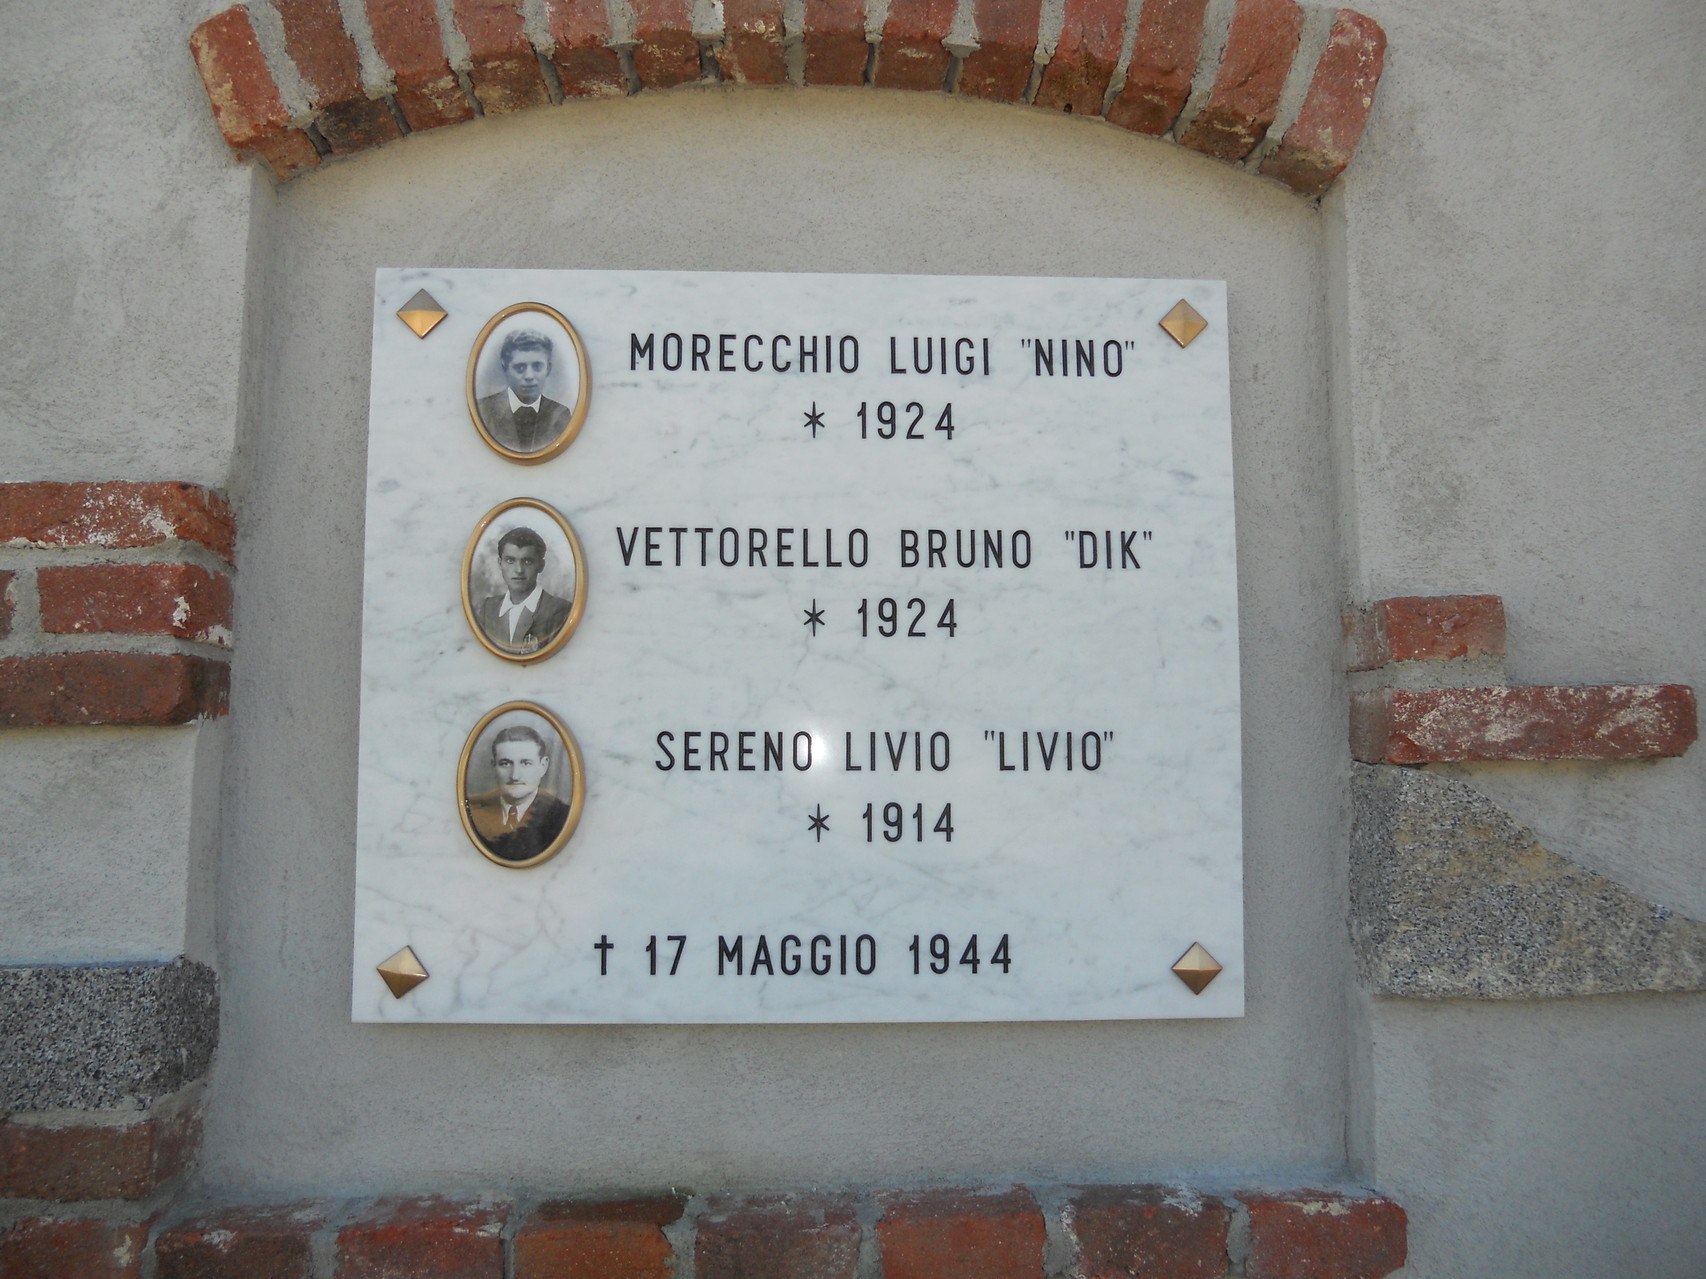 MORECCHIO LUIGI "NINO"
* 1924
VETTORELLO BRUNO "DIK"
* 1924
SERENO LIVIO "LIVIO"
* 1914
† 17 MAGGIO 1944